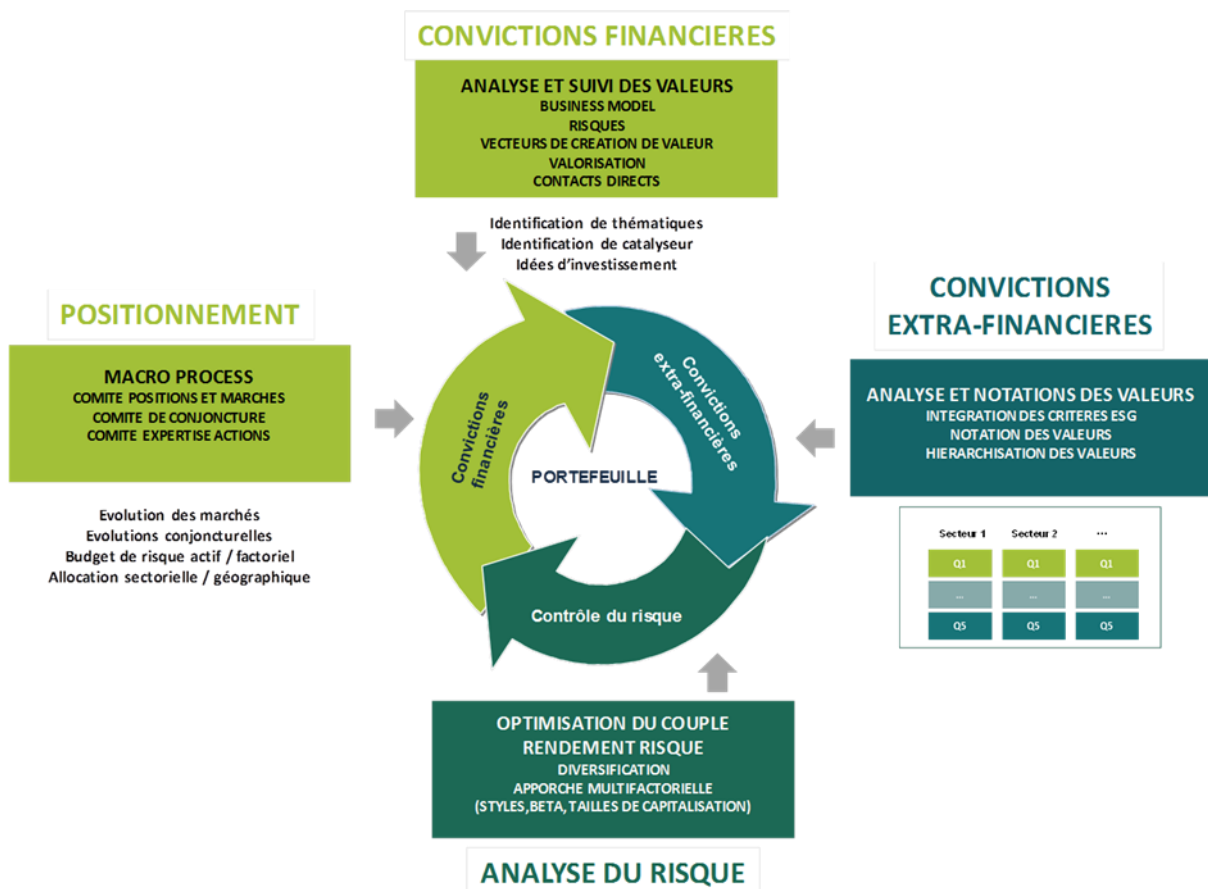 CONVICTIONS FINANCIERES
ANALYSE ET SUIVI DES VALEURS
BUSINESS MODEL
RISQUES
VECTEURS DE CREATION DE VALEUR
VALORISATION
CONTACTS DIRECTS
Identification de thématiques
Identification de catalyseur
Idées d'investissement
POSITIONNEMENT
MACRO PROCESS
COMITE POSITIONS ET MARCHES
COMITE DE CONJONCTURE
COMITE EXPERTISE ACTIONS
Evolution des marchés
Evolutions conjoncturelles
Budget de risque actif / factoriel
Allocation sectorielle / géographique
Convictions
financières
Convictions
extra-financières
PORTEFEUILLE
Contrôle du risque
CONVICTIONS
EXTRA-FINANCIERES
ANALYSE ET NOTATIONS DES VALEURS
INTEGRATION DES CRITERES ESG
NOTATION DES VALEURS
HIERARCHISATION DES VALEURS
Secteur 1 Secteur 2 ...
Q1 Q1 Q1
... ... ...
Q5 Q5 Q5
OPTIMISATION DU COUPLE
RENDEMENT RISQUE
DIVERSIFICATION
APPORCHE MULTIFACTORIELLE
(STYLES,BETA, TAILLES DE CAPITALISATION)
ANALYSE DU RISQUE